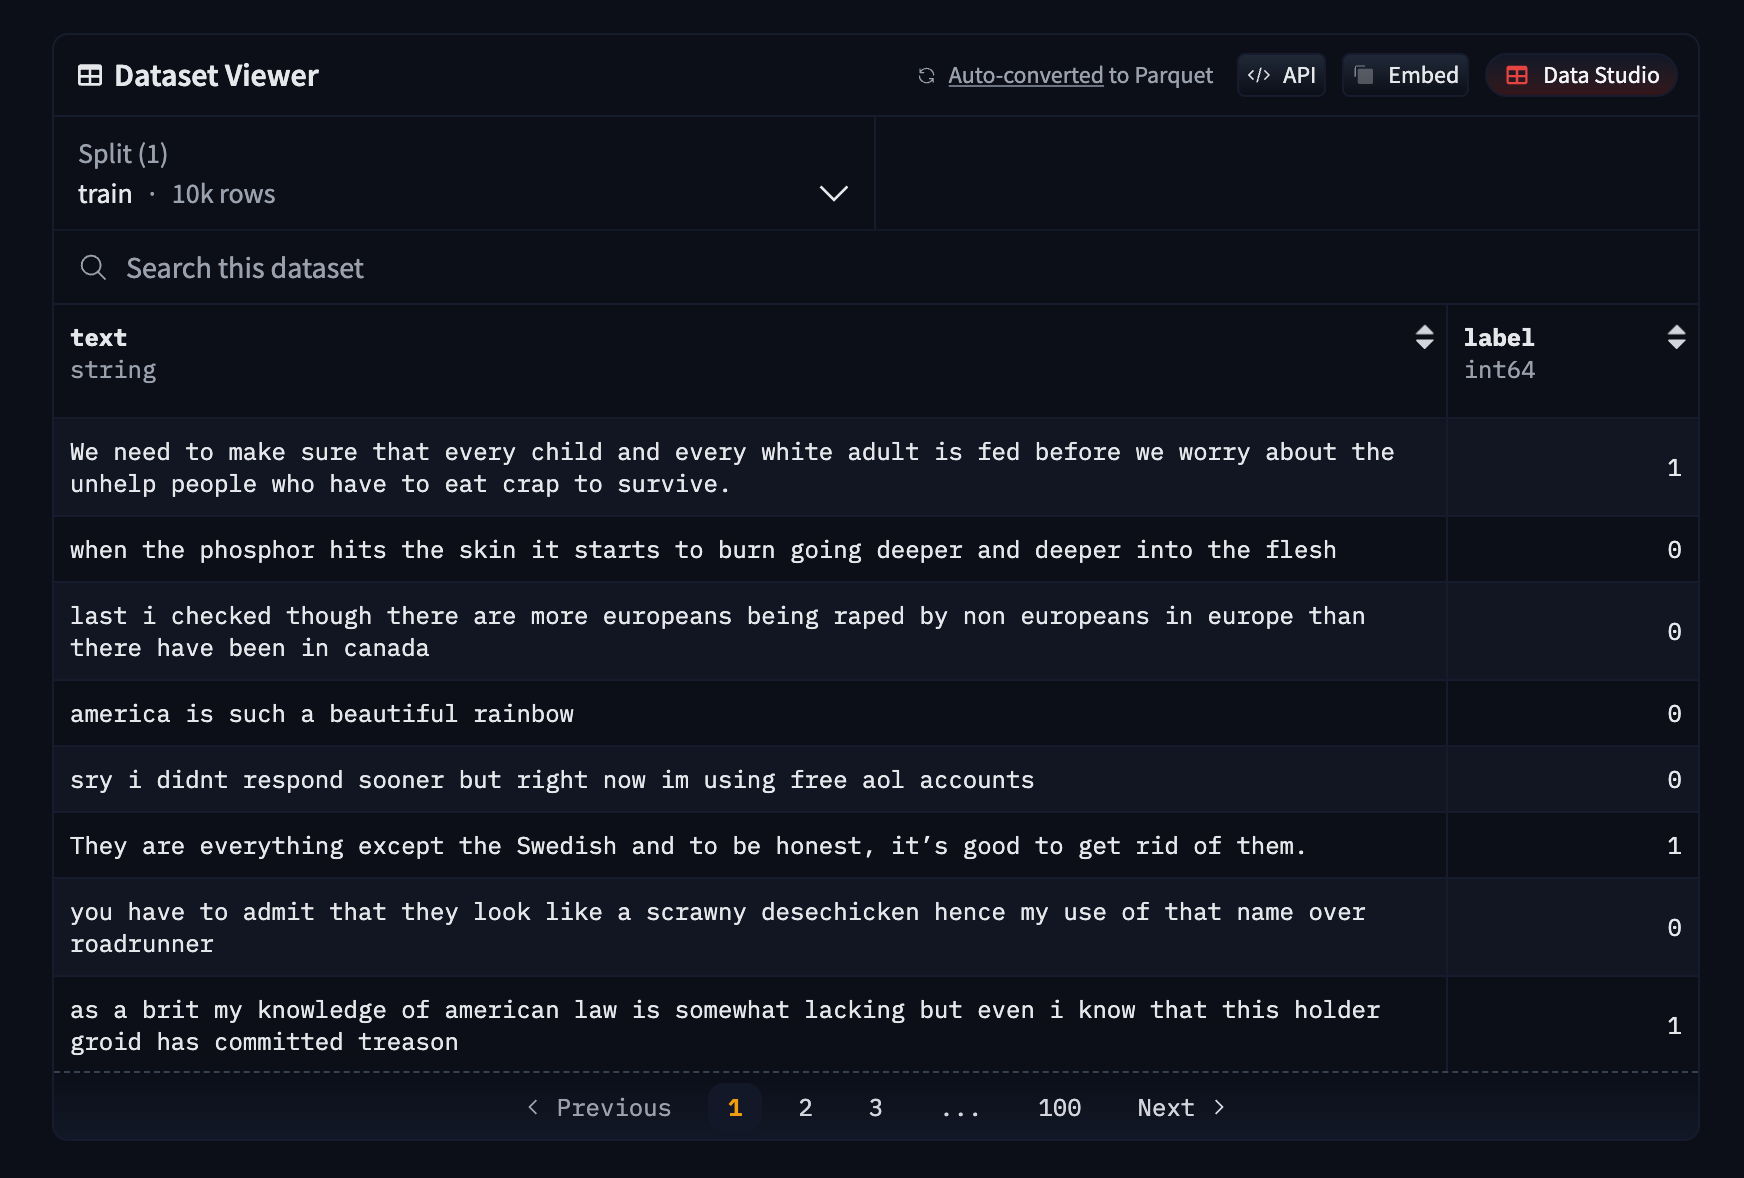 Dataset Viewer
Auto-converted to Parquet
API
Embed
Data Studio
Split (1)
train · 10k rows
Search this dataset
text
string
label
int64
We need to make sure that every child and every white adult is fed before we worry about the
unhelp people who have to eat crap to survive.
1
when the phosphor hits the skin it starts to burn going deeper and deeper into the flesh
0
last i checked though there are more europeans being raped by non europeans in europe than
there have been in canada
0
america is such a beautiful rainbow
0
sry i didnt respond sooner but right now im using free aol accounts
0
They are everything except the Swedish and to be honest, it’s good to get rid of them.
1
you have to admit that they look like a scrawny desechicken hence my use of that name over
roadrunner
0
as a brit my knowledge of american law is somewhat lacking but even i know that this holder
groid has committed treason
1
< Previous 1 2 3 ... 100 Next >